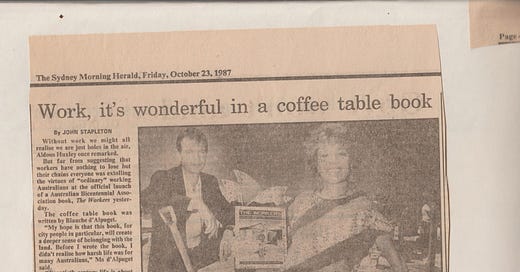 Page
The Sydney Morning Herald, Friday, October 23, 1987
Work, it's wonderful in a coffee table book
By JOHN STAPLETON
Without work we might all
realise we are just holes in the air,
Aldous Huxley once remarked.
But far from suggesting that
workers have nothing to lose but
their chains everyone was extolling
the virtues of "ordinary" working
Australians at the official launch
of a Australian Bicentennial Asso-
ciation book, The Workers yester-
day.
The coffee table book was
written by Blanche d'Alpuget.
"My hope is that this book, for
city people in particular, will create
a deeper sense of belonging with the
land. Before I wrote the book, I
didn't realise how harsh life was for
many Australians," Ms d'Alpuget
said.
THE WORKERS